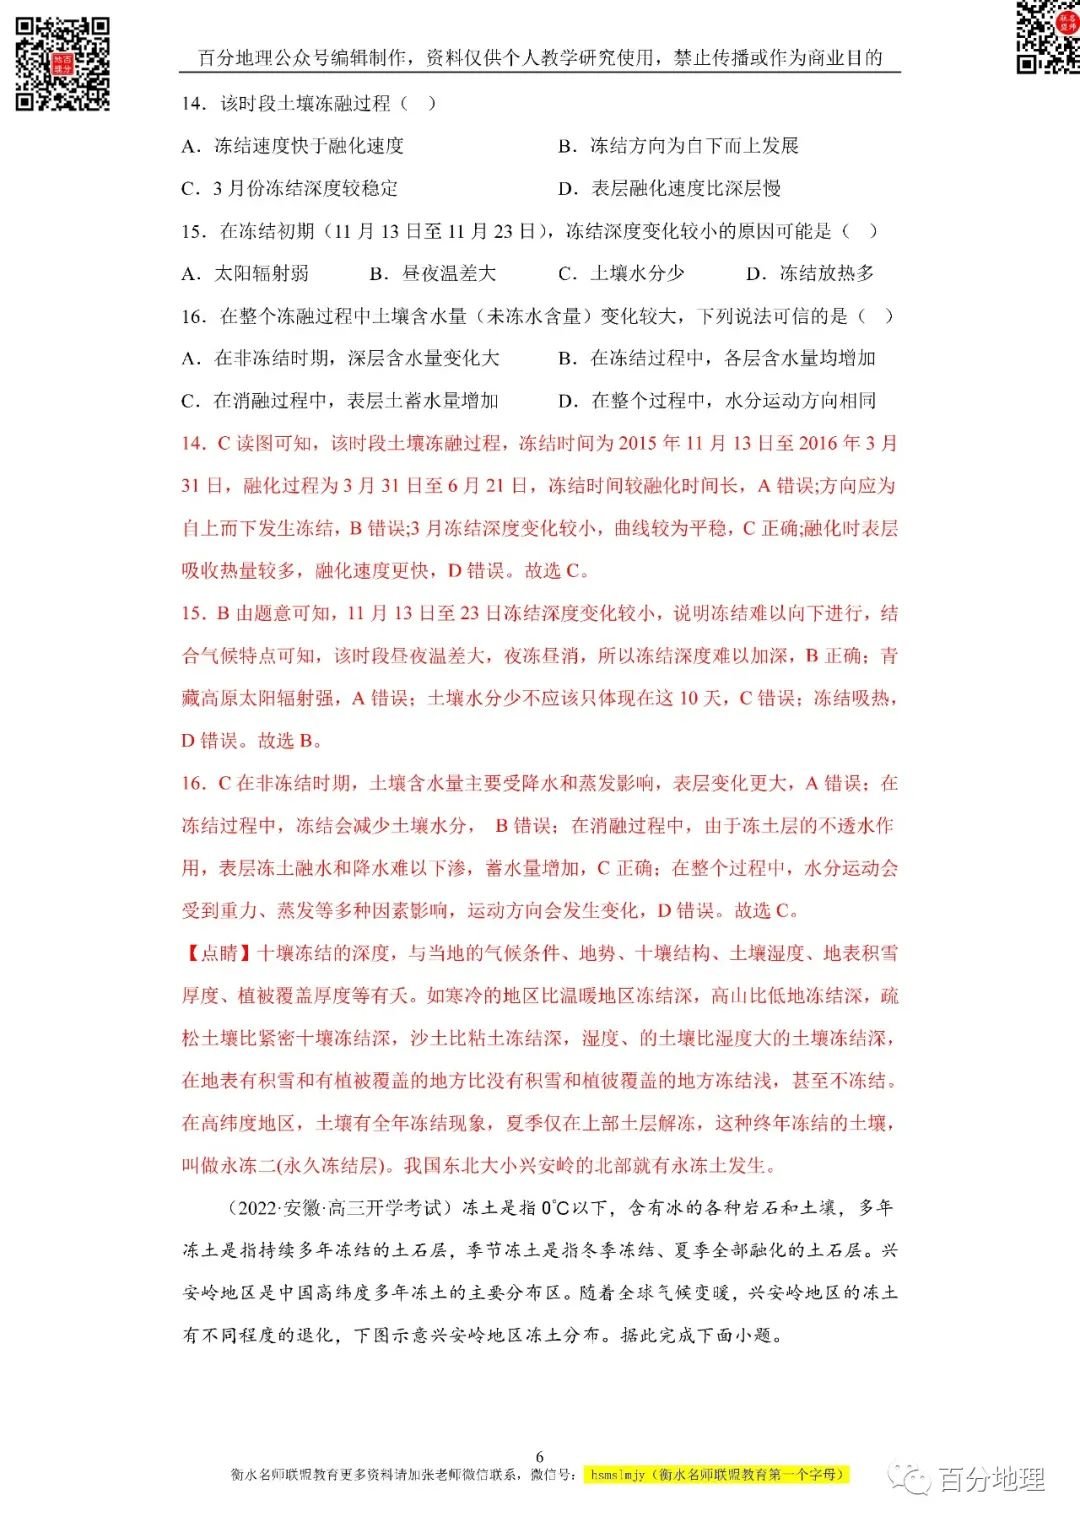 百分地理公众号编辑制作，资料仅供个人教学研究使用，禁止传播或作为商业目的
14．该时段土壤冻融过程（　）
A．冻结速度快于融化速度　B．冻结方向为自下而上发展
C．3 月份冻结深度较稳定　D．表层融化速度比深层慢
15．在冻结初期（11 月 13 日至 11 月 23 日），冻结深度变化较小的原因可能是（　）
A．太阳辐射弱　B．昼夜温差大　C．土壤水分少　D．冻结放热多
16．在整个冻融过程中土壤含水量（未冻水含量）变化较大，下列说法可信的是（　）
A．在非冻结时期，深层含水量变化大　B．在冻结过程中，各层含水量均增加
C．在消融过程中，表层土蓄水量增加　D．在整个过程中，水分运动方向相同
14．C 读图可知，该时段土壤冻融过程，冻结时间为 2015 年 11 月 13 日至 2016 年 3 月
31 日，融化过程为 3 月 31 日至 6 月 21 日，冻结时间较融化时间长，A 错误;方向应为
自上而下发生冻结，B 错误;3 月冻结深度变化较小，曲线较为平稳，C 正确;融化时表层
吸收热量较多，融化速度更快，D 错误。故选 C。
15．B 由题意可知，11 月 13 日至 23 日冻结深度变化较小，说明冻结难以向下进行，结
合气候特点可知，该时段昼夜温差大，夜冻昼消，所以冻结深度难以加深，B 正确；青
藏高原太阳辐射强，A 错误；土壤水分少不应该只体现在这 10 天，C 错误；冻结吸热，
D 错误。故选 B。
16．C 在非冻结时期，土壤含水量主要受降水和蒸发影响，表层变化更大，A 错误；在
冻结过程中，冻结会减少土壤水分， B 错误；在消融过程中，由于冻土层的不透水作
用，表层冻土融水和降水难以下渗，蓄水量增加，C 正确；在整个过程中，水分运动会
受到重力、蒸发等多种因素影响，运动方向会发生变化，D 错误。故选 C。
【点睛】十壤冻结的深度，与当地的气候条件、地势、十壤结构、土壤湿度、地表积雪
厚度、植被覆盖厚度等有夭。如寒冷的地区比温暖地区冻结深，高山比低地冻结深，疏
松土壤比紧密十壤冻结深，沙土比粘土冻结深，湿度、的土壤比湿度大的土壤冻结深，
在地表有积雪和有植被覆盖的地方比没有积雪和植彼覆盖的地方冻结浅，甚至不冻结。
在高纬度地区，土壤有全年冻结现象，夏季仅在上部土层解冻，这种终年冻结的土壤，
叫做永冻二(永久冻结层)。我国东北大小兴安岭的北部就有永冻土发生。
（2022·安徽·高三开学考试）冻土是指 0℃以下，含有冰的各种岩石和土壤，多年
冻土是指持续多年冻结的土石层，季节冻土是指冬季冻结、夏季全部融化的土石层。兴
安岭地区是中国高纬度多年冻土的主要分布区。随着全球气候变暖，兴安岭地区的冻土
有不同程度的退化，下图示意兴安岭地区冻土分布。据此完成下面小题。
6
衡水名师联盟教育更多资料请加张老师微信联系，微信号： hsmslmjy（衡水名师联盟教育第一个字母）
百分地理